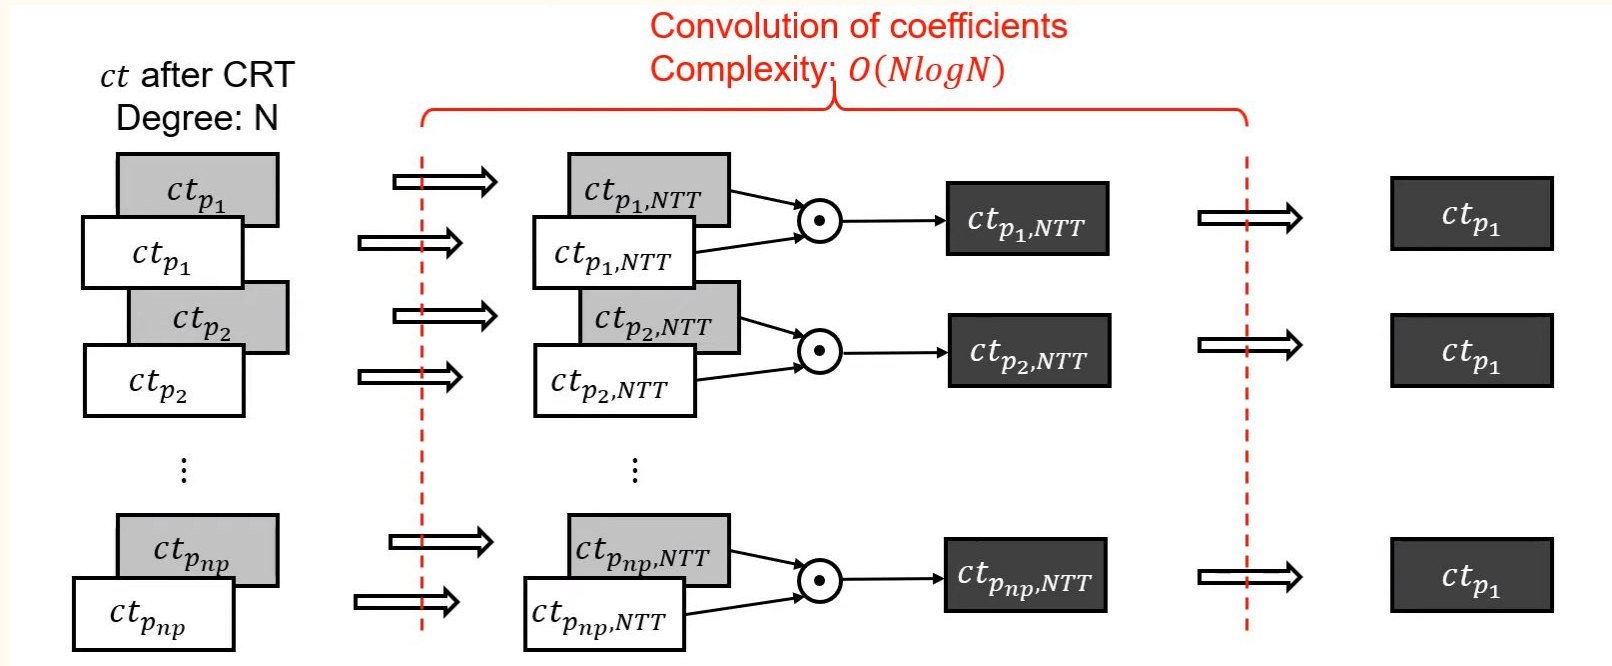 Convolution of coefficients
Complexity: O(NlogN)
ct after CRT
Degree: N
ct_{p_1}
ct_{p_1}
ct_{p_2}
ct_{p_2}
⋮
ct_{p_{np}}
ct_{p_{np}}
ct_{p_1,NTT}
ct_{p_1,NTT}
ct_{p_2,NTT}
ct_{p_2,NTT}
⋮
ct_{p_{np},NTT}
ct_{p_{np},NTT}
ct_{p_1,NTT}
ct_{p_2,NTT}
ct_{p_{np},NTT}
ct_{p_1}
ct_{p_1}
ct_{p_1}